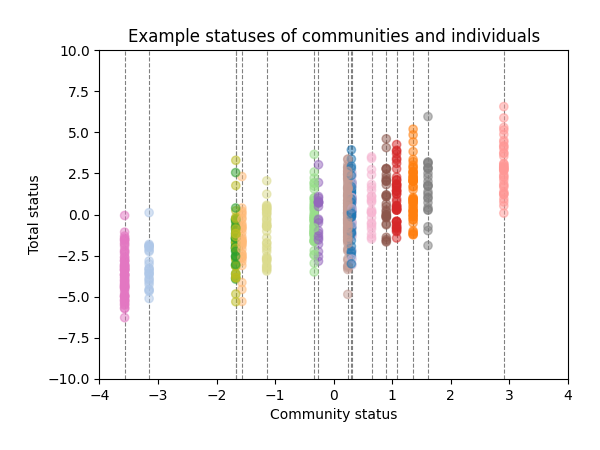 Example statuses of communities and individuals
10.0
7.5
5.0
2.5
0.0
−2.5
−5.0
−7.5
−10.0
Total status
−4 −3 −2 −1 0 1 2 3 4
Community status